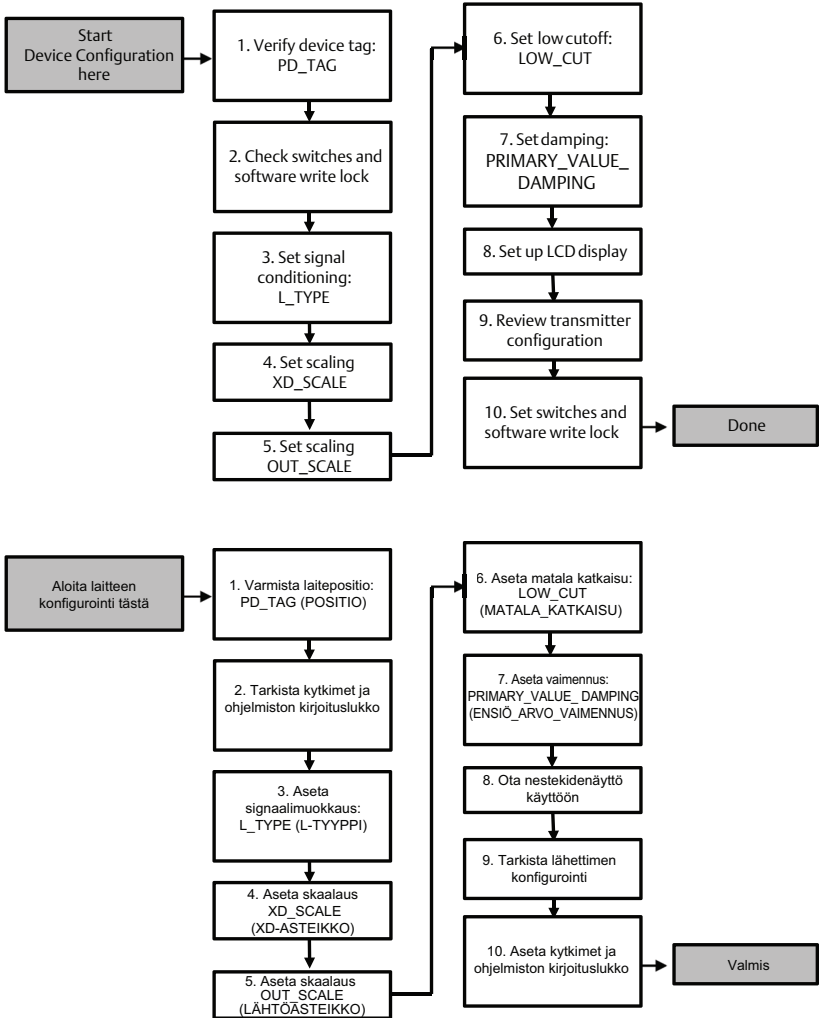 Start
Device Configuration
here
1. Verify device tag:
PD_TAG
2. Check switches and
software write lock
3. Set signal
conditioning:
L_TYPE
4. Set scaling
XD_SCALE
5. Set scaling
OUT_SCALE
6. Set low cutoff:
LOW_CUT
7. Set damping:
PRIMARY_VALUE_
DAMPING
8. Set up LCD display
9. Review transmitter
configuration
10. Set switches and
software write lock
Done
Aloita laitteen
konfigurointi tästä
1. Varmista laitepositio:
PD_TAG (POSITIO)
2. Tarkista kytkimet ja
ohjelmiston kirjoituslukko
3. Aseta
signaalimuokkaus:
L_TYPE (L-TYYPPI)
4. Aseta skaalaus
XD_SCALE
(XD-ASTEIKKO)
5. Aseta skaalaus
OUT_SCALE
(LÄHTÖASTEIKKO)
6. Aseta matala katkaisu:
LOW_CUT
(MATALA_KATKAISU)
7. Aseta vaimennus:
PRIMARY_VALUE_ DAMPING
(ENSIÖ_ARVO_VAIMENNUS)
8. Ota nestekidenäyttö
käyttöön
9. Tarkista lähettimen
konfigurointi
10. Aseta kytkimet ja
ohjelmiston kirjoituslukko
Valmis